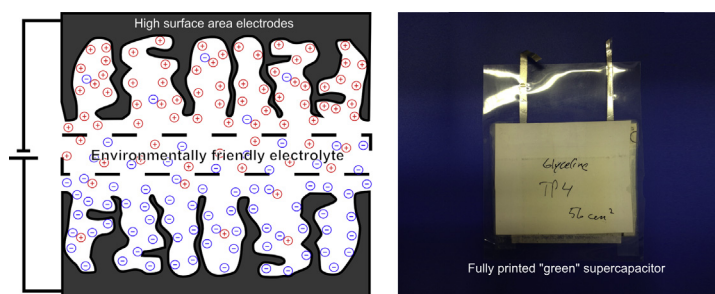 High surface area electrodes
Environmentally friendly electrolyte
Glyceline
TP4
56 cm²
Fully printed "green" supercapacitor